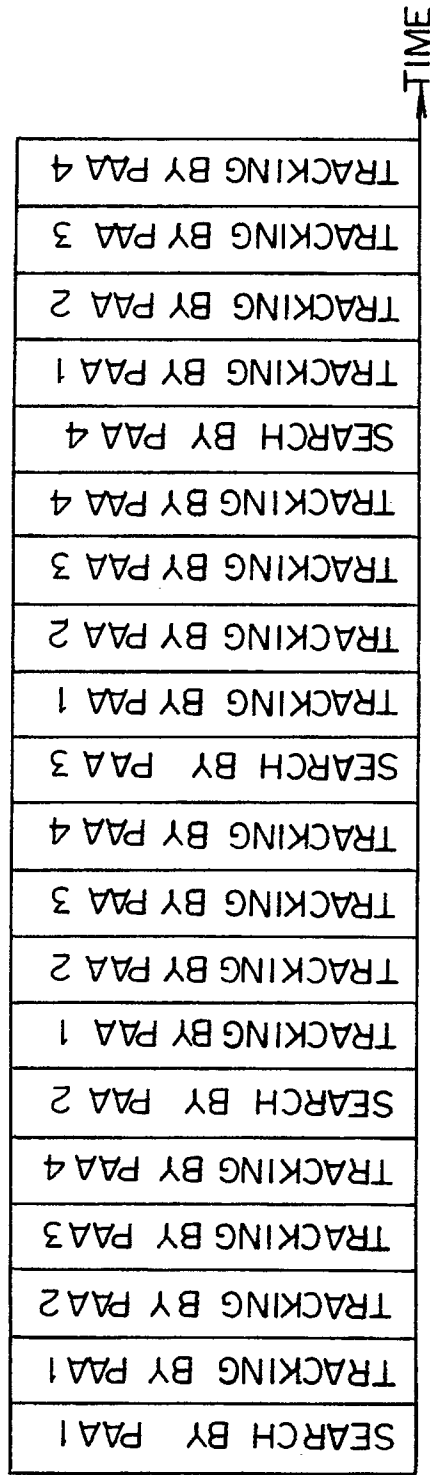 SEARCH BY PAA 1
TRACKING BY PAA 1
TRACKING BY PAA 2
TRACKING BY PAA 3
TRACKING BY PAA 4
SEARCH BY PAA 2
TRACKING BY PAA 1
TRACKING BY PAA 2
TRACKING BY PAA 3
TRACKING BY PAA 4
SEARCH BY PAA 3
TRACKING BY PAA 1
TRACKING BY PAA 2
TRACKING BY PAA 3
TRACKING BY PAA 4
SEARCH BY PAA 4
TRACKING BY PAA 1
TRACKING BY PAA 2
TRACKING BY PAA 3
TRACKING BY PAA 4
TIME